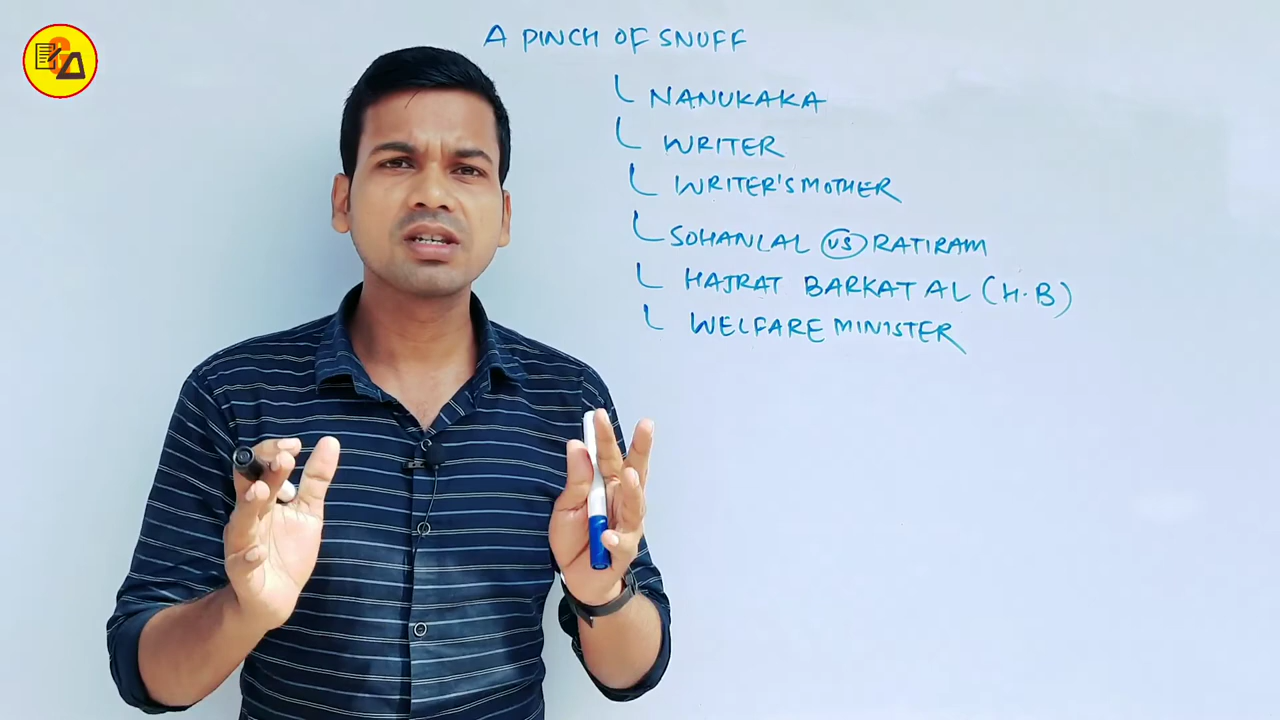 A PINCH OF SNUFF
NANUKAKA
WRITER
WRITER'S MOTHER
SOHANLAL VS RATIRAM
HAJRAT BARKAT AL (H.B)
WELFARE MINISTER